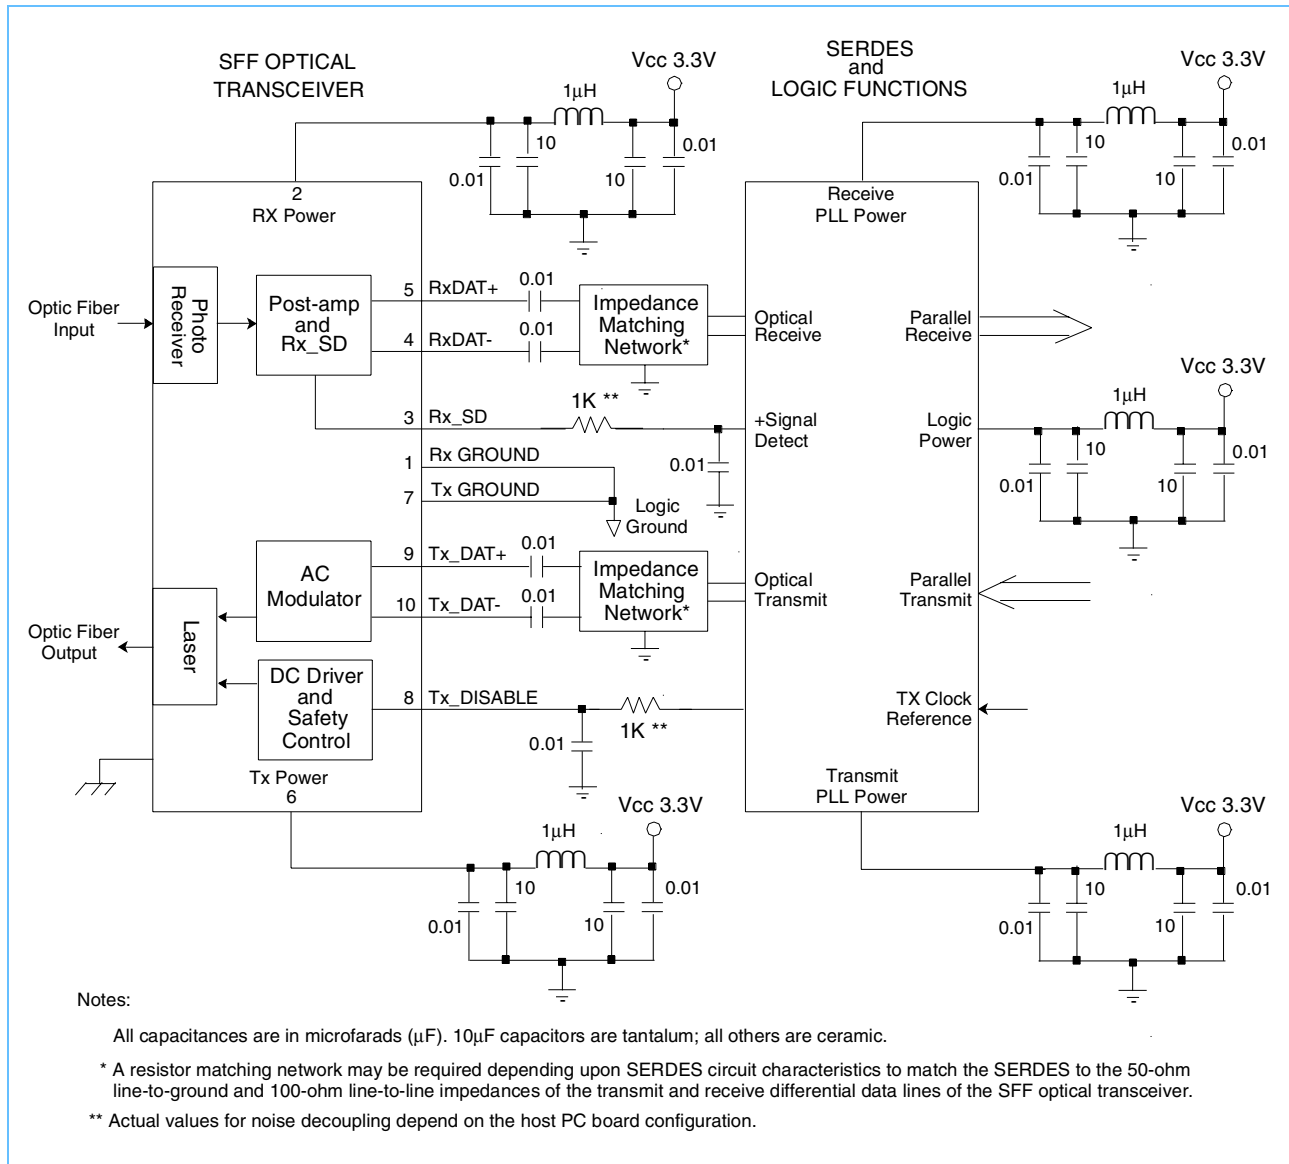 SFF OPTICAL
TRANSCEIVER
SERDES
and
LOGIC FUNCTIONS
Vcc 3.3V
1μH
10
0.01
0.01
10
Vcc 3.3V
1μH
10
0.01
0.01
10
2
RX Power
Receive
PLL Power
Optic Fiber
Input
Photo
Receiver
Post-amp
and
Rx_SD
5
RxDAT+
0.01
4
RxDAT-
0.01
Impedance
Matching
Network*
Optical
Receive
Parallel
Receive
3
Rx_SD
1K **
+Signal
Detect
0.01
Logic
Power
Vcc 3.3V
1μH
10
0.01
0.01
10
1
Rx GROUND
7
Tx GROUND
Logic
Ground
9
Tx_DAT+
0.01
10
Tx_DAT-
0.01
AC
Modulator
Impedance
Matching
Network*
Optical
Transmit
Parallel
Transmit
Optic Fiber
Output
Laser
DC Driver
and
Safety
Control
8
Tx_DISABLE
0.01
1K **
TX Clock
Reference
Tx Power
6
Transmit
PLL Power
Vcc 3.3V
1μH
10
0.01
0.01
10
Vcc 3.3V
1μH
10
0.01
0.01
10
Notes:
All capacitances are in microfarads (μF). 10μF capacitors are tantalum; all others are ceramic.
* A resistor matching network may be required depending upon SERDES circuit characteristics to match the SERDES to the 50-ohm
line-to-ground and 100-ohm line-to-line impedances of the transmit and receive differential data lines of the SFF optical transceiver.
** Actual values for noise decoupling depend on the host PC board configuration.